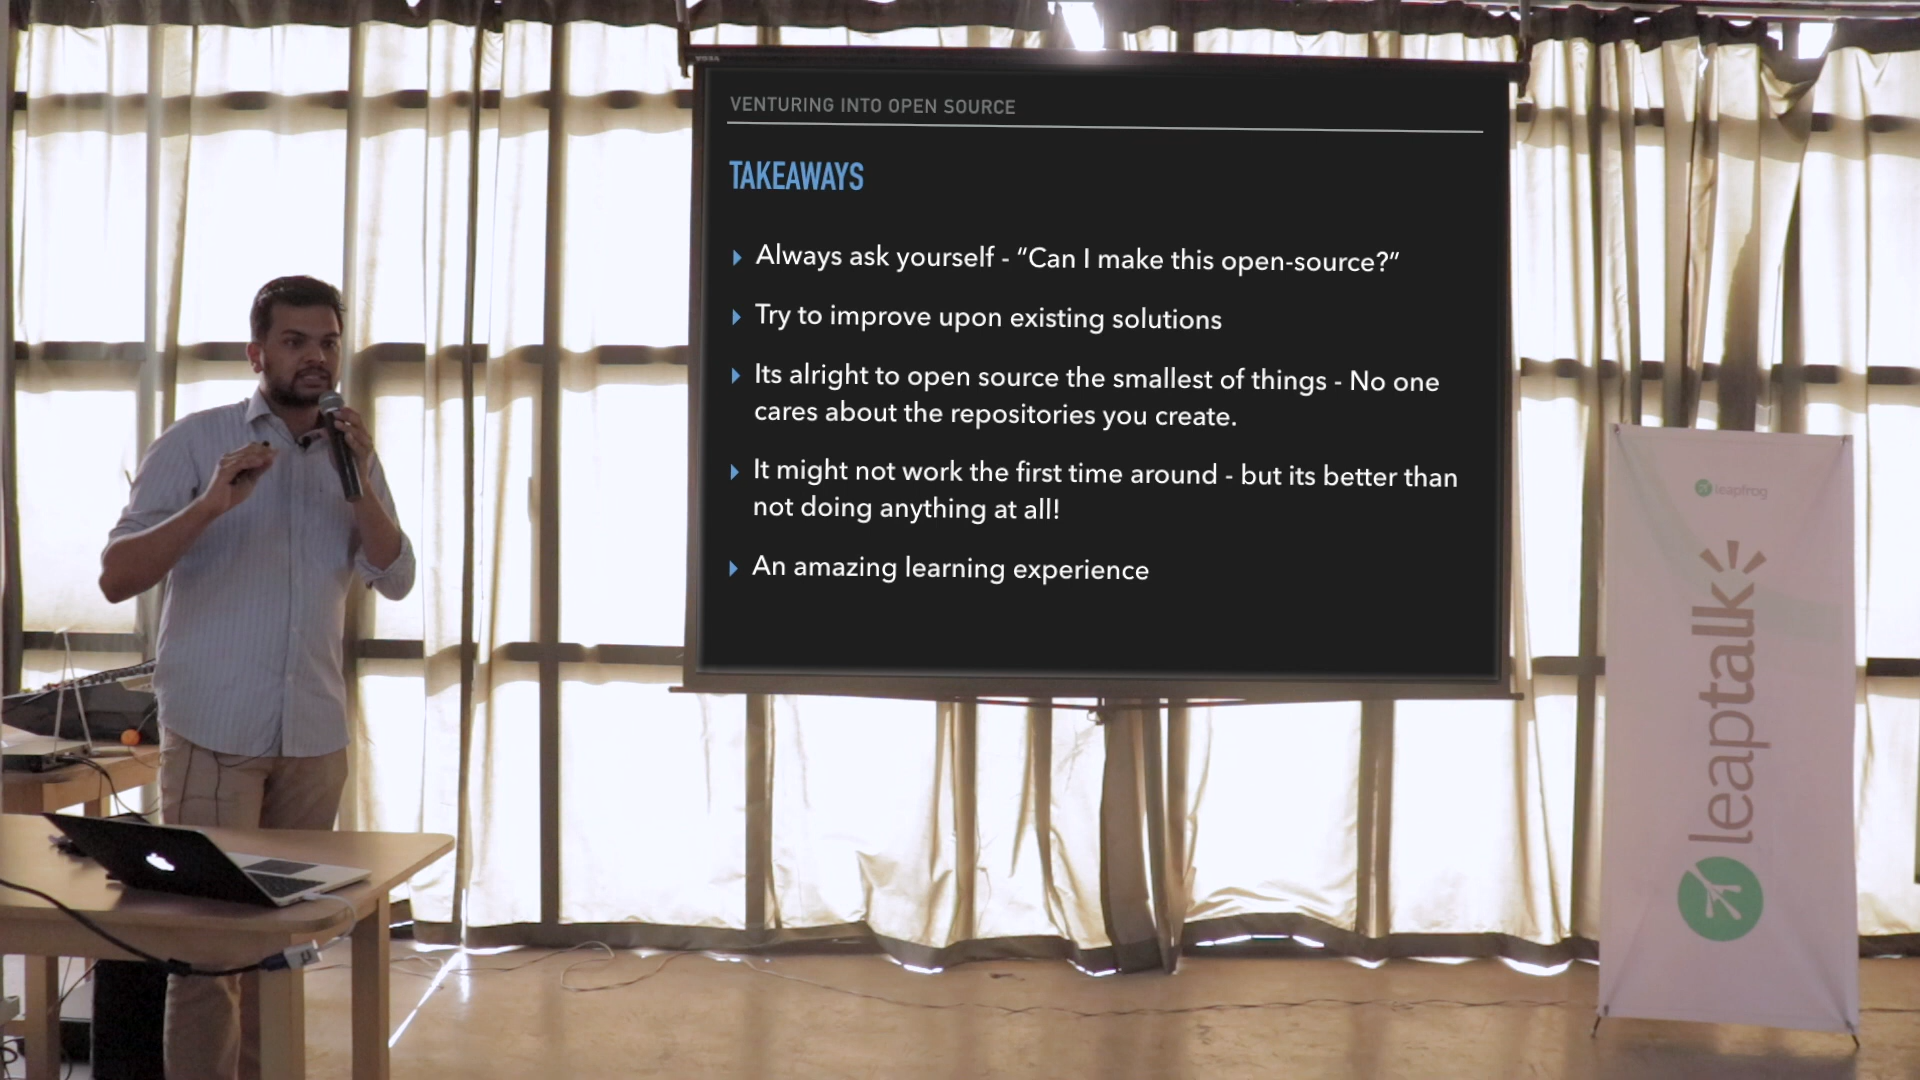 VENTURING INTO OPEN SOURCE
TAKEAWAYS
Always ask yourself - “Can I make this open-source?”
Try to improve upon existing solutions
Its alright to open source the smallest of things - No one
cares about the repositories you create.
It might not work the first time around - but its better than
not doing anything at all!
An amazing learning experience
leapfrog
leaptalk